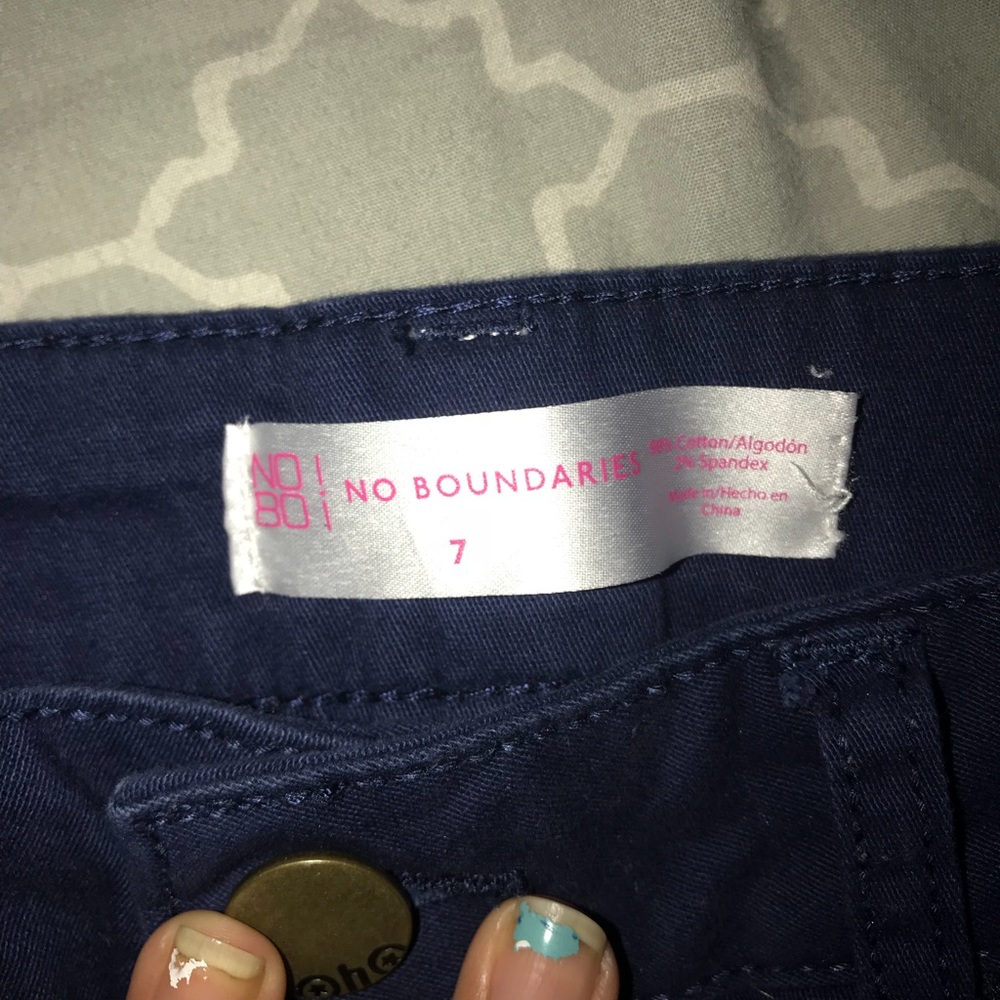 NO!
BO¡
NO BOUNDARIES
7
Cotton/Algodón
2% Spandex
Made in/Hecho en
China